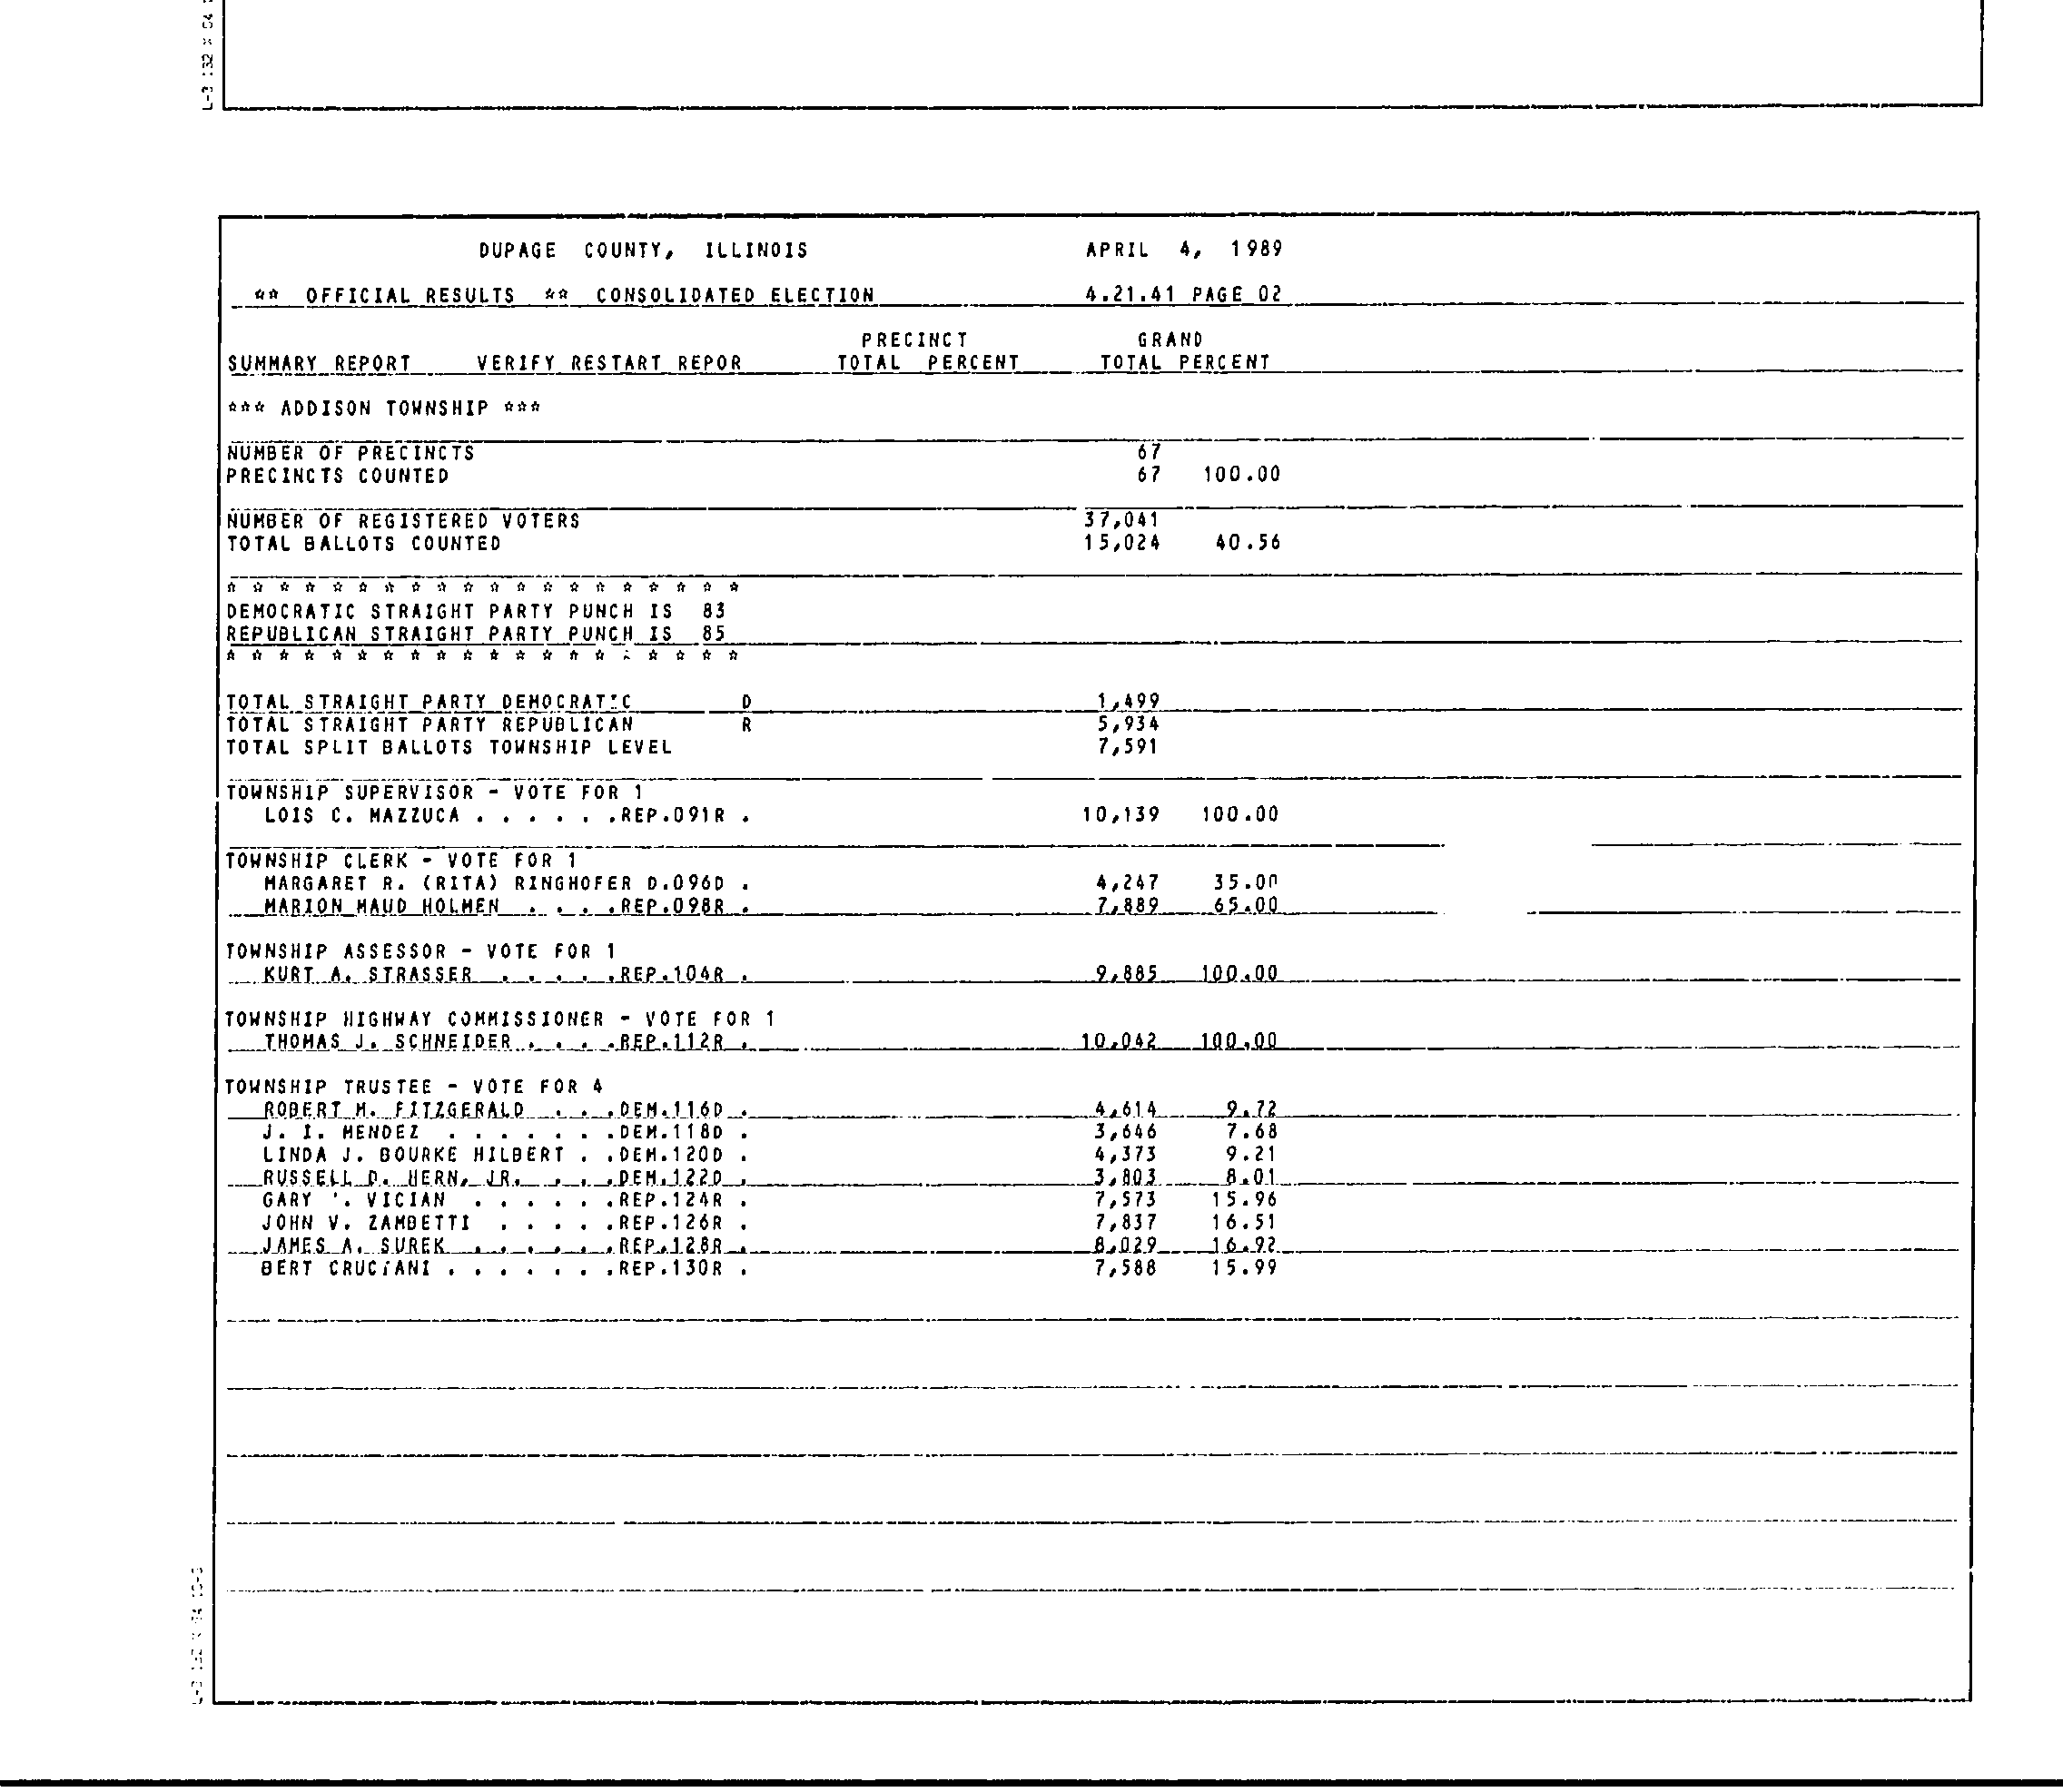 DUPAGE COUNTY, ILLINOIS APRIL 4, 1989
** OFFICIAL RESULTS ** CONSOLIDATED ELECTION 4.21.41 PAGE 02
PRECINCT GRAND
SUMMARY REPORT VERIFY RESTART REPOR TOTAL PERCENT TOTAL PERCENT
*** ADDISON TOWNSHIP ***
NUMBER OF PRECINCTS 67
PRECINCTS COUNTED 67 100.00
NUMBER OF REGISTERED VOTERS 37,041
TOTAL BALLOTS COUNTED 15,024 40.56
* * * * * * * * * * * * * * * * * * * *
DEMOCRATIC STRAIGHT PARTY PUNCH IS 83
REPUBLICAN STRAIGHT PARTY PUNCH IS 85
* * * * * * * * * * * * * * * * * * * *
TOTAL STRAIGHT PARTY DEMOCRATIC D 1,499
TOTAL STRAIGHT PARTY REPUBLICAN R 5,934
TOTAL SPLIT BALLOTS TOWNSHIP LEVEL 7,591
TOWNSHIP SUPERVISOR - VOTE FOR 1
LOIS C. MAZZUCA . . . . . .REP.091R . 10,139 100.00
TOWNSHIP CLERK - VOTE FOR 1
MARGARET R. (RITA) RINGHOFER D.096D . 4,247 35.00
MARION MAUD HOLMEN . . . .REP.098R . 7,889 65.00
TOWNSHIP ASSESSOR - VOTE FOR 1
KURT A. STRASSER . . . . .REP.104R . 9,885 100.00
TOWNSHIP HIGHWAY COMMISSIONER - VOTE FOR 1
THOMAS J. SCHNEIDER . . . .REP.112R . 10,042 100.00
TOWNSHIP TRUSTEE - VOTE FOR 4
ROBERT M. FITZGERALD . . .DEM.116D . 4,614 9.72
J. I. MENDEZ . . . . . . .DEM.118D . 3,646 7.68
LINDA J. BOURKE HILBERT . .DEM.120D . 4,373 9.21
RUSSELL D. HERN, JR. . . .DEM.122D . 3,803 8.01
GARY VICIAN . . . . . .REP.124R . 7,573 15.96
JOHN V. ZAMBETTI . . . . .REP.126R . 7,837 16.51
JAMES A. SUREK . . . . . .REP.128R . 8,029 16.92
BERT CRUCIANI . . . . . . .REP.130R . 7,588 15.99